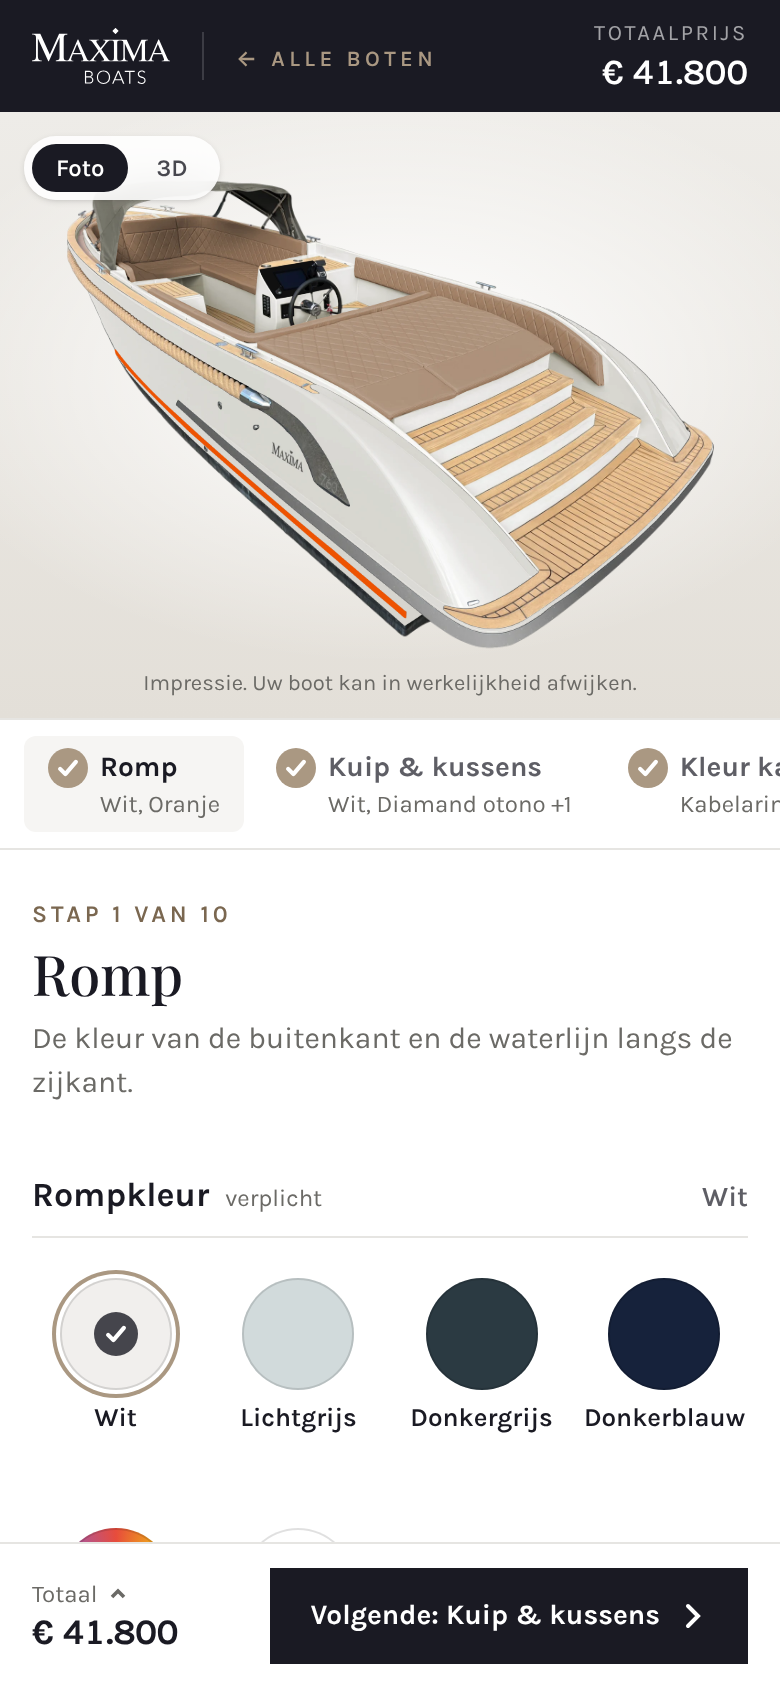 MAXIMA
BOATS
← ALLE BOTEN
TOTAALPRIJS
€ 41.800
Foto
3D
MAXIMA
Impressie. Uw boot kan in werkelijkheid afwijken.
Romp
Wit, Oranje
Kuip & kussens
Wit, Diamand otono +1
Kleur
STAP 1 VAN 10
Romp
De kleur van de buitenkant en de waterlijn langs de
zijkant.
Rompkleur verplicht
Wit
Wit
Lichtgrijs
Donkergrijs
Donkerblauw
Totaal
€ 41.800
Volgende: Kuip & kussens